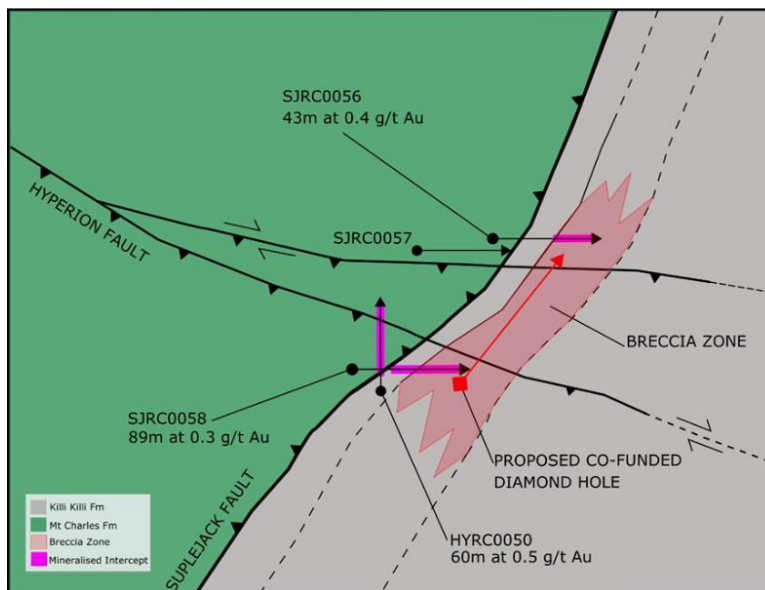 SJRC0056
43m at 0.4 g/t Au
HYPERION FAULT
SJRC0057
BRECCIA ZONE
SJRC0058
89m at 0.3 g/t Au
PROPOSED CO-FUNDED
DIAMOND HOLE
SUPLEJACK FAULT
HYRC0050
60m at 0.5 g/t Au
Killi Killi Fm
Mt Charles Fm
Breccia Zone
Mineralised Intercept